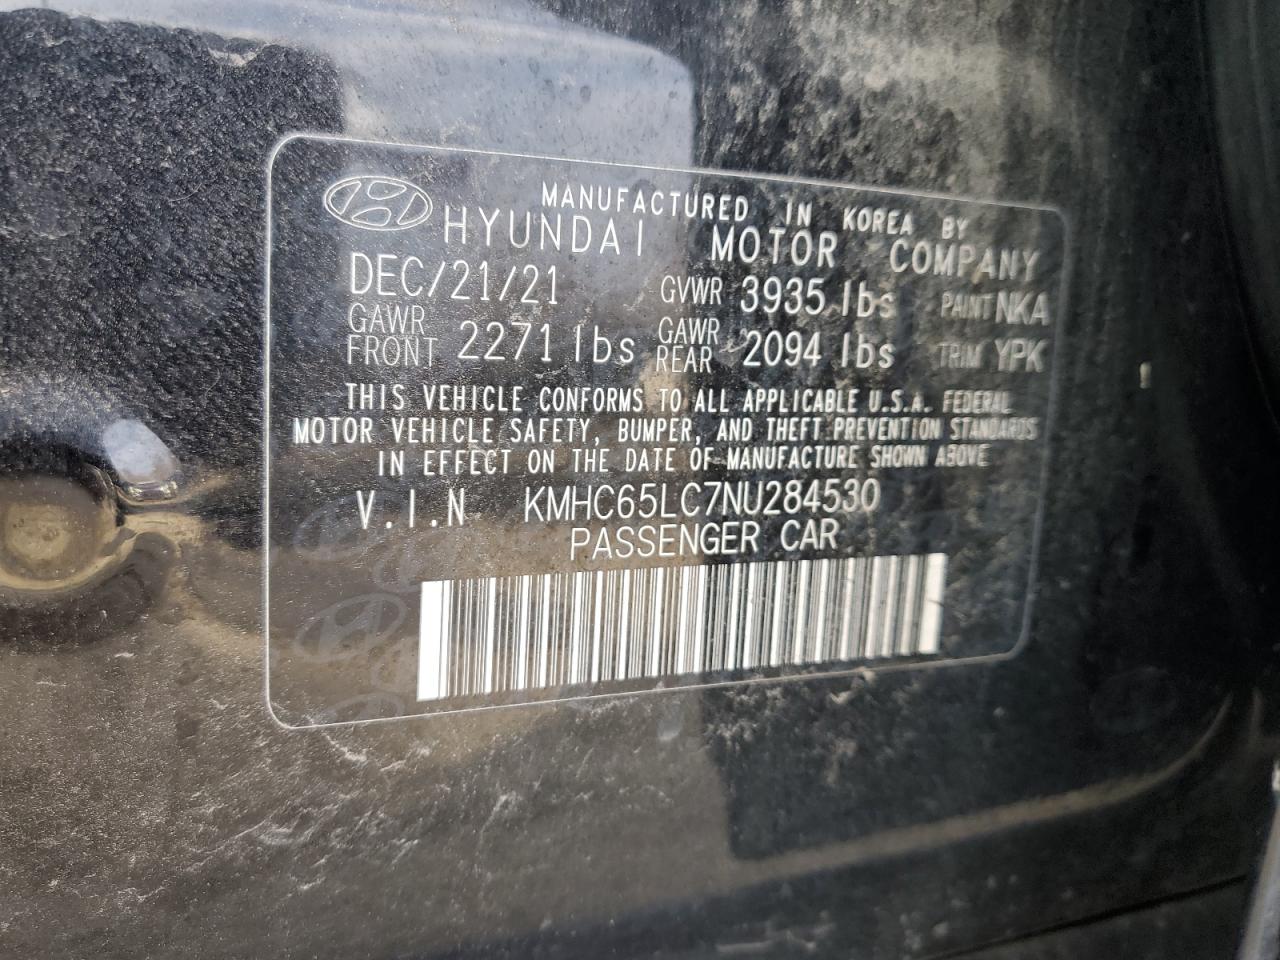 MANUFACTURED IN KOREA BY
HYUNDAI MOTOR COMPANY
DEC/21/21 GVWR 3935 lbs PAINT NKA
GAWR FRONT 2271 lbs GAWR REAR 2094 lbs TRIM YPK
THIS VEHICLE CONFORMS TO ALL APPLICABLE U.S.A. FEDERAL
MOTOR VEHICLE SAFETY, BUMPER, AND THEFT PREVENTION STANDARDS
IN EFFECT ON THE DATE OF MANUFACTURE SHOWN ABOVE
V.I.N KMHC65LC7NU284530
PASSENGER CAR